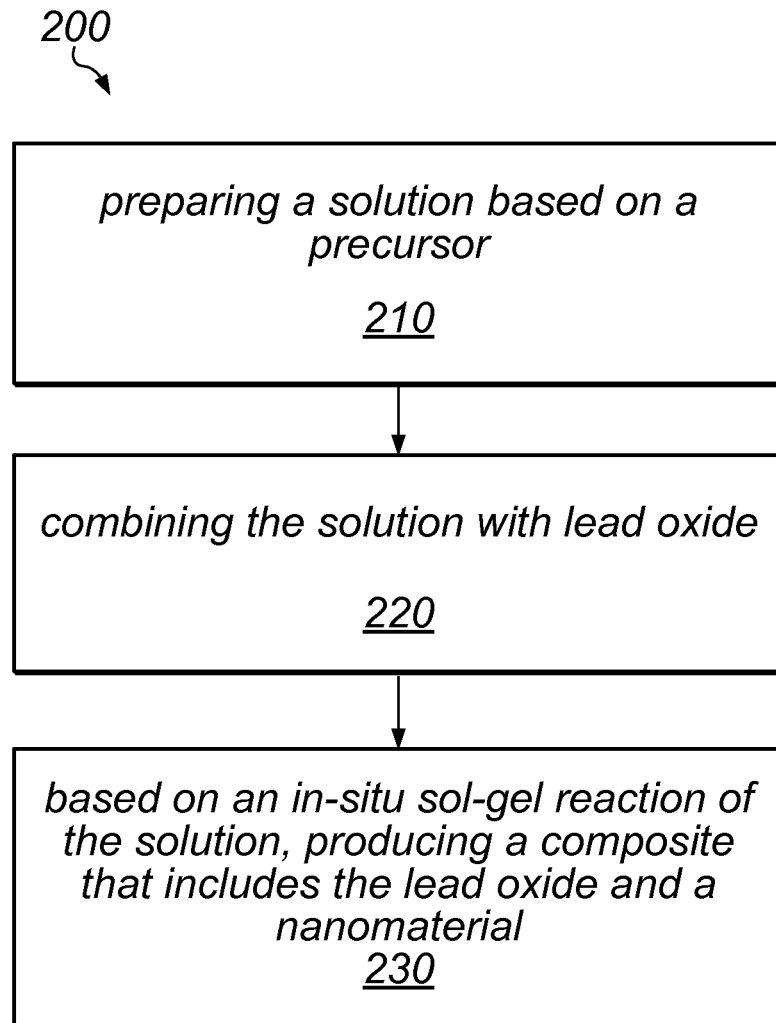 200
preparing a solution based on a
precursor
210
combining the solution with lead oxide
220
based on an in-situ sol-gel reaction of
the solution, producing a composite
that includes the lead oxide and a
nanomaterial
230